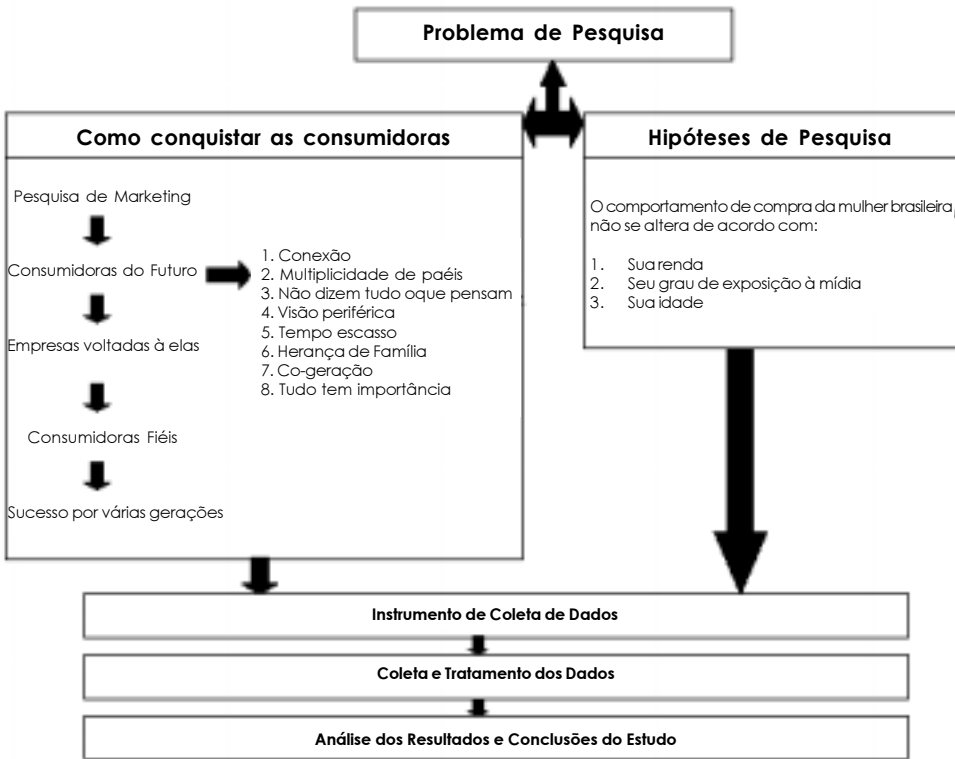 Problema de Pesquisa
Como conquistar as consumidoras
Pesquisa de Marketing
Consumidoras do Futuro
Empresas voltadas à elas
Consumidoras Fiéis
Sucesso por várias gerações
1. Conexão
2. Multiplicidade de paéis
3. Não dizem tudo oque pensam
4. Visão periférica
5. Tempo escasso
6. Herança de Família
7. Co-geração
8. Tudo tem importância
Hipóteses de Pesquisa
O comportamento de compra da mulher brasileira
não se altera de acordo com:
1. Sua renda
2. Seu grau de exposição à mídia
3. Sua idade
Instrumento de Coleta de Dados
Coleta e Tratamento dos Dados
Análise dos Resultados e Conclusões do Estudo